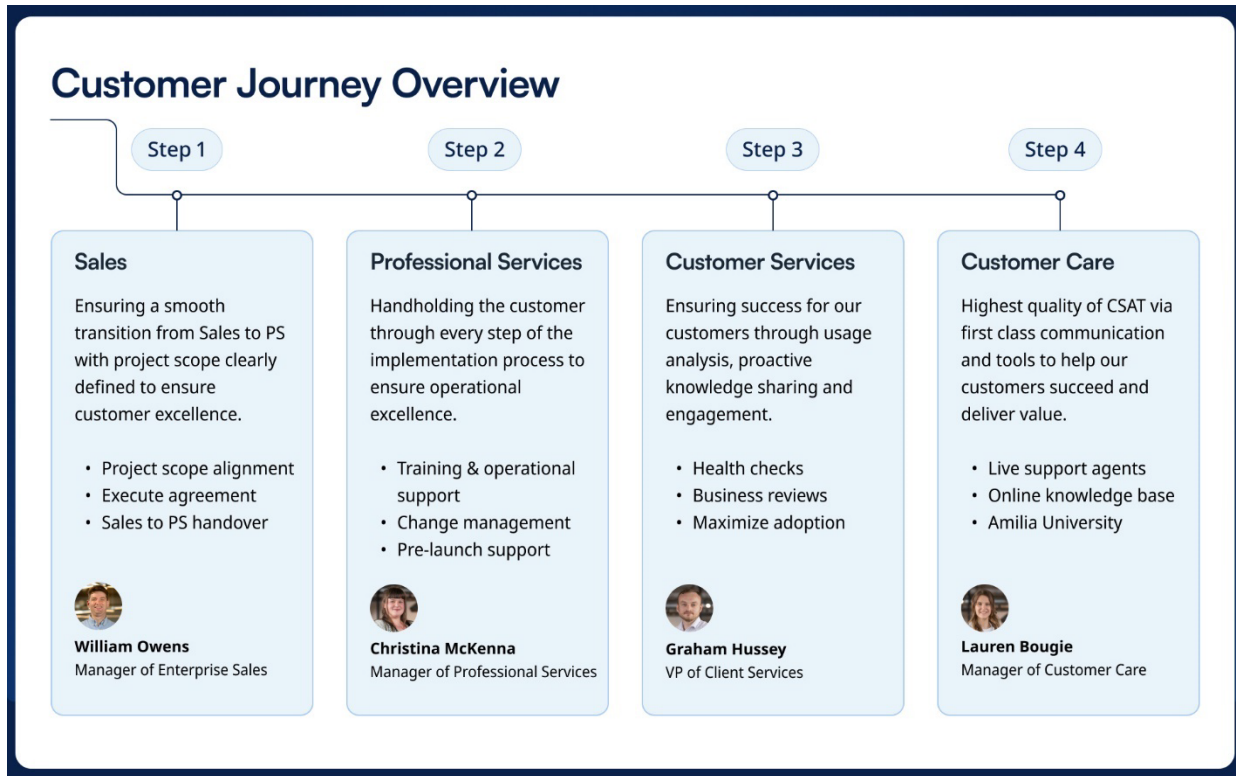 Customer Journey Overview
Step 1
Step 2
Step 3
Step 4
Sales
Ensuring a smooth
transition from Sales to PS
with project scope clearly
defined to ensure
customer excellence.
• Project scope alignment
• Execute agreement
• Sales to PS handover
William Owens
Manager of Enterprise Sales
Professional Services
Handholding the customer
through every step of the
implementation process to
ensure operational
excellence.
• Training & operational
support
• Change management
• Pre-launch support
Christina McKenna
Manager of Professional Services
Customer Services
Ensuring success for our
customers through usage
analysis, proactive
knowledge sharing and
engagement.
• Health checks
• Business reviews
• Maximize adoption
Graham Hussey
VP of Client Services
Customer Care
Highest quality of CSAT via
first class communication
and tools to help our
customers succeed and
deliver value.
• Live support agents
• Online knowledge base
• Amilia University
Lauren Bougie
Manager of Customer Care